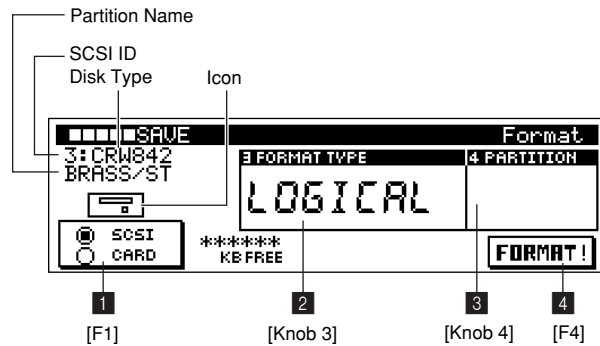 Partition Name
SCSI ID
Disk Type
Icon
SAVE Format
3:CRW842
BRASS/ST
3 FORMAT TYPE
4 PARTITION
LOGICAL
SCSI
CARD
******
KB FREE
FORMAT!
1
2
3
4
[F1]
[Knob 3]
[Knob 4]
[F4]